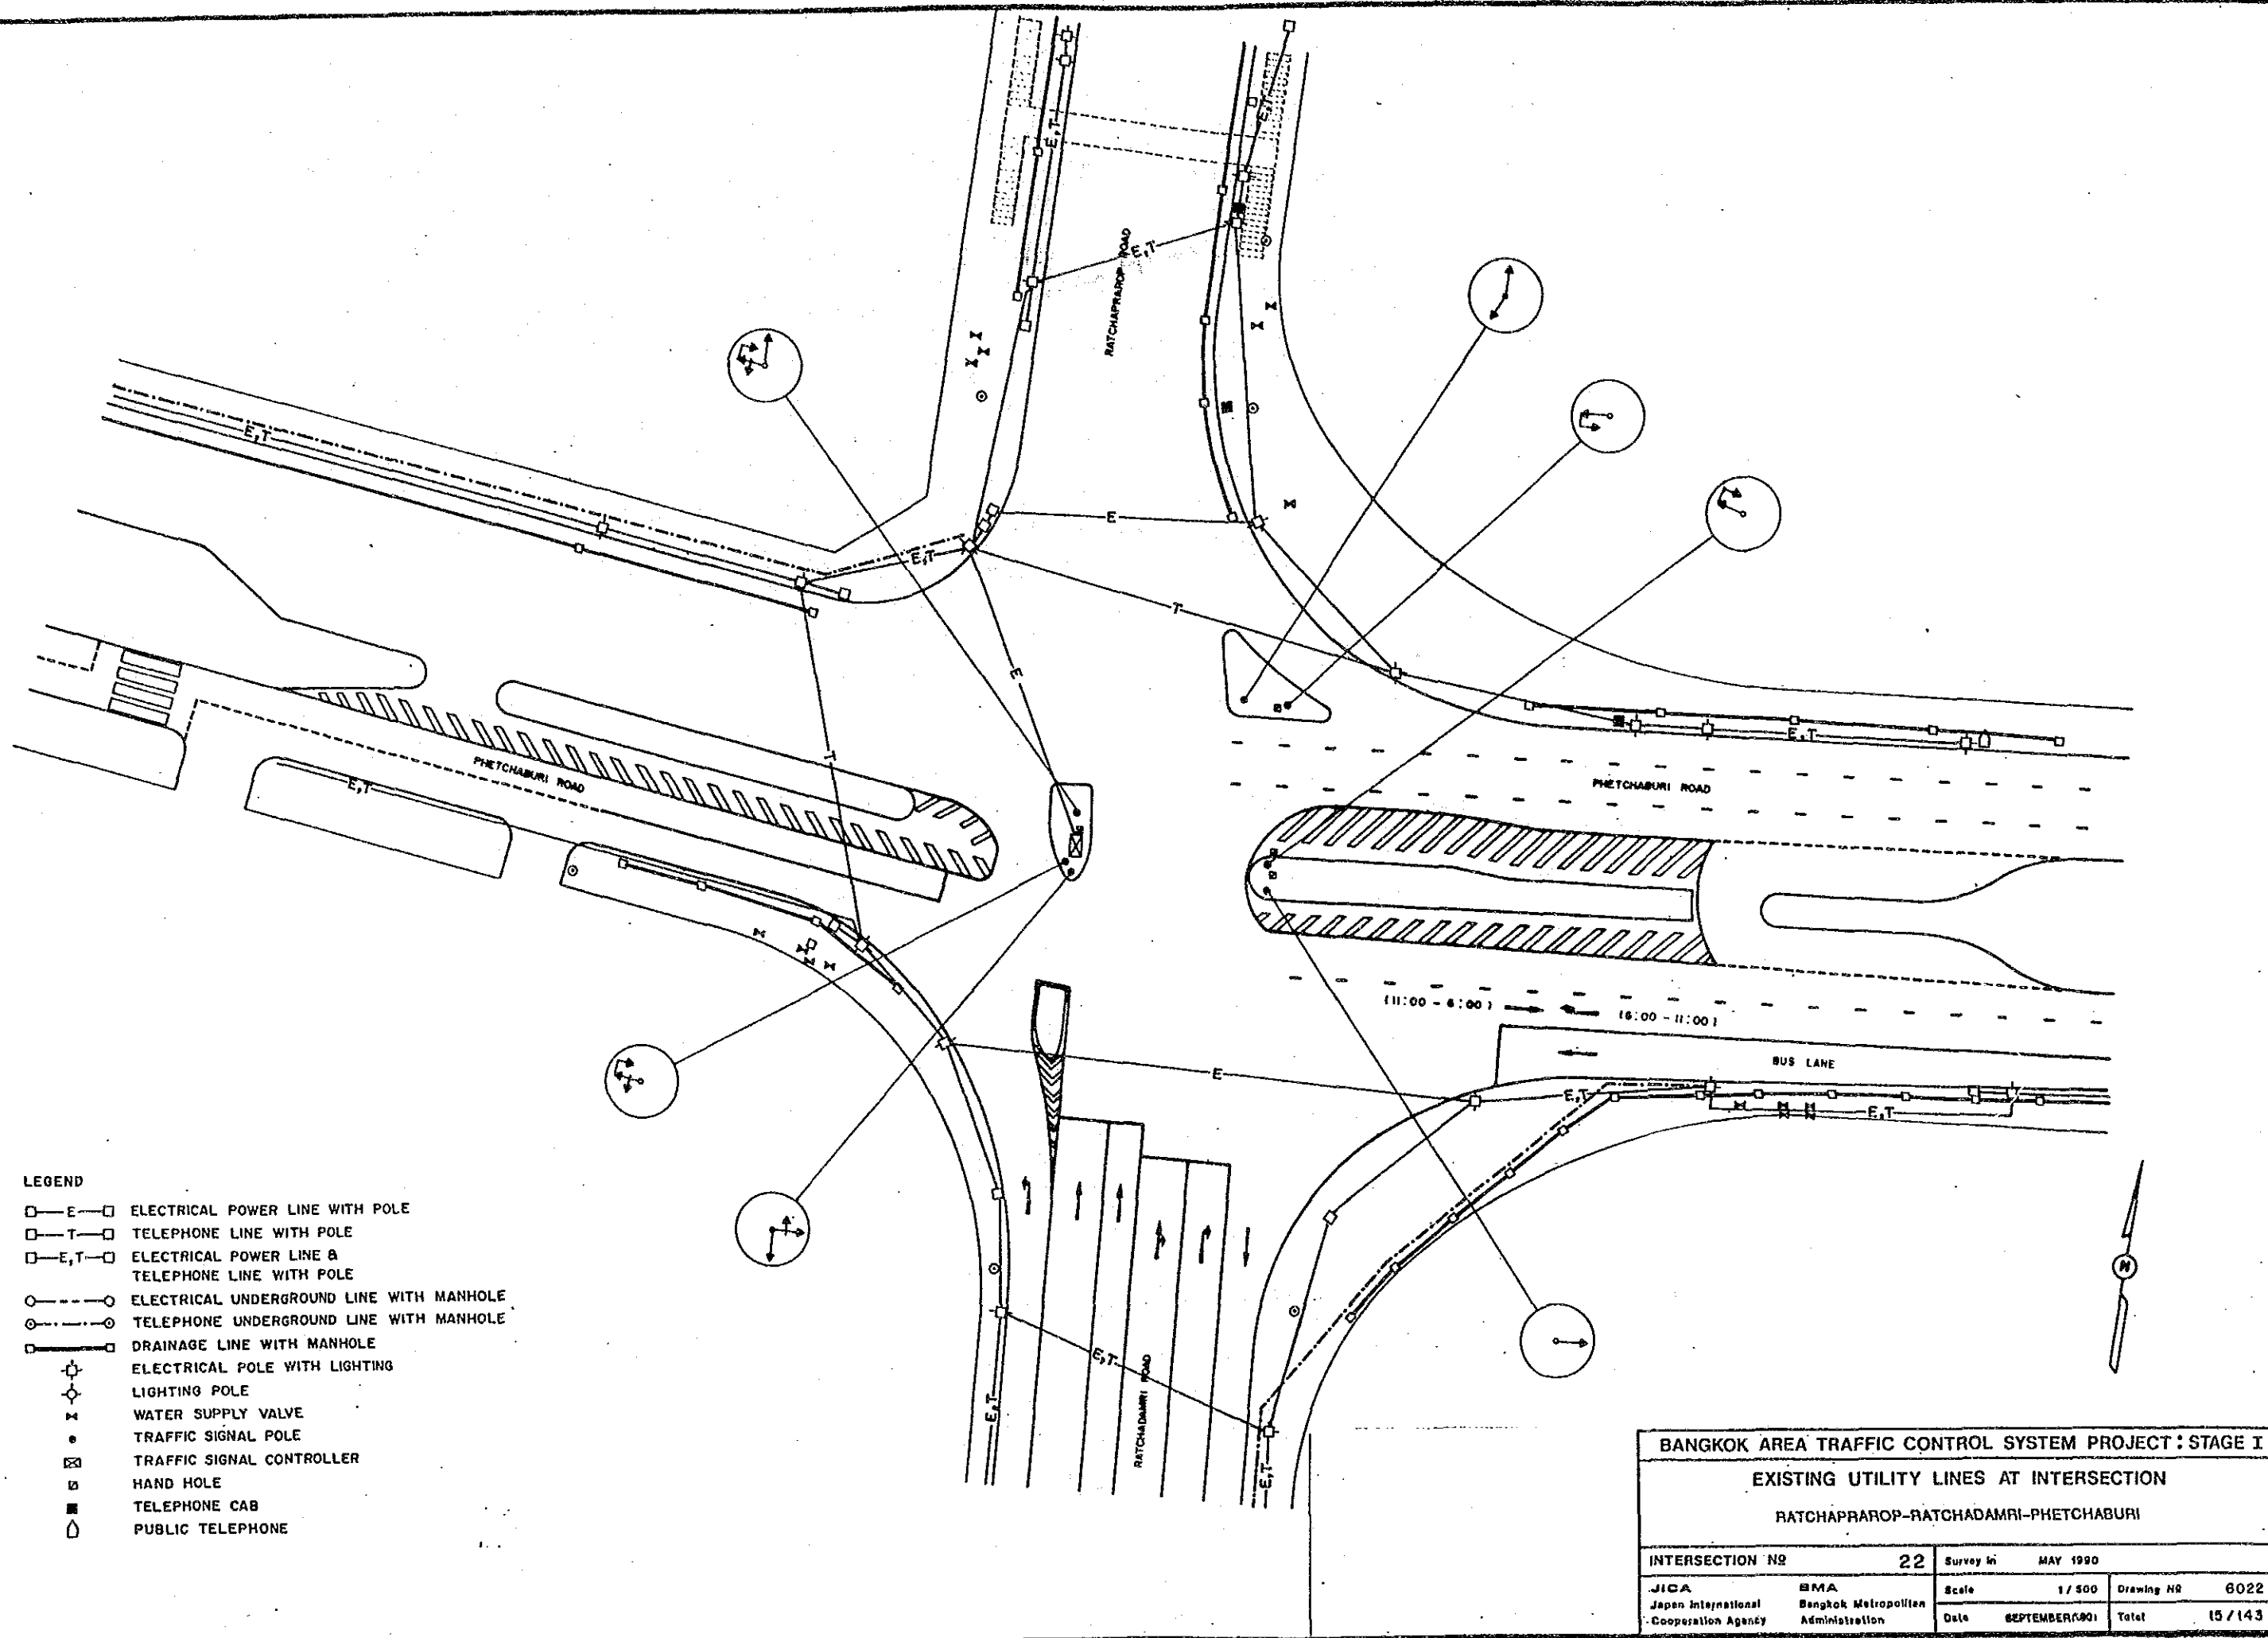 E,T
E,T
RATCHAPRAROP ROAD
E,T
E,T
E
E,T
T
E
T
E,T
PHETCHABURI ROAD
PHETCHABURI ROAD
E,T
(11:00 - 6:00)
(6:00 - 11:00)
BUS LANE
E
E,T
E,T
E,T
E,T
RATCHADAMRI ROAD
E,T
N
LEGEND
E ELECTRICAL POWER LINE WITH POLE
T TELEPHONE LINE WITH POLE
E,T ELECTRICAL POWER LINE &
TELEPHONE LINE WITH POLE
ELECTRICAL UNDERGROUND LINE WITH MANHOLE
TELEPHONE UNDERGROUND LINE WITH MANHOLE
DRAINAGE LINE WITH MANHOLE
ELECTRICAL POLE WITH LIGHTING
LIGHTING POLE
WATER SUPPLY VALVE
TRAFFIC SIGNAL POLE
TRAFFIC SIGNAL CONTROLLER
HAND HOLE
TELEPHONE CAB
PUBLIC TELEPHONE
BANGKOK AREA TRAFFIC CONTROL SYSTEM PROJECT : STAGE I
EXISTING UTILITY LINES AT INTERSECTION
RATCHAPRAROP-RATCHADAMRI-PHETCHABURI
INTERSECTION Nº 22
Survey in MAY 1990
JICA
Japan International
Cooperation Agency
BMA
Bangkok Metropolitan
Administration
Scale 1/500
Drawing Nº 6022
Date SEPTEMBER
Total 15/143